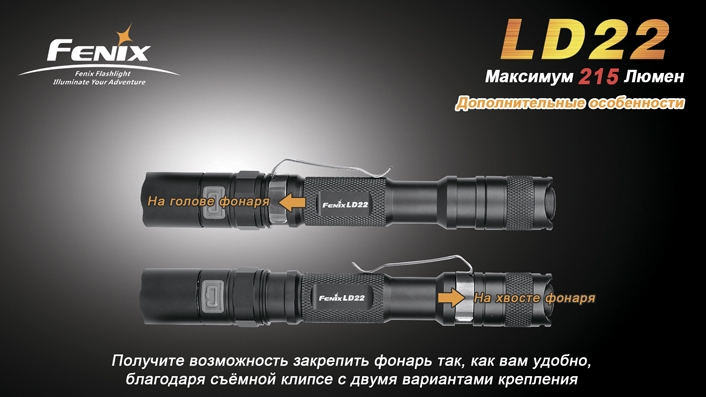 FENIX
Fenix Flashlight
Illuminate Your Adventure
LD22
Максимум 215 Люмен
Дополнительные особенности
На голове фонаря
FENIX LD22
FENIX LD22
На хвосте фонаря
Получите возможность закрепить фонарь так, как вам удобно,
благодаря съёмной клипсе с двумя вариантами крепления